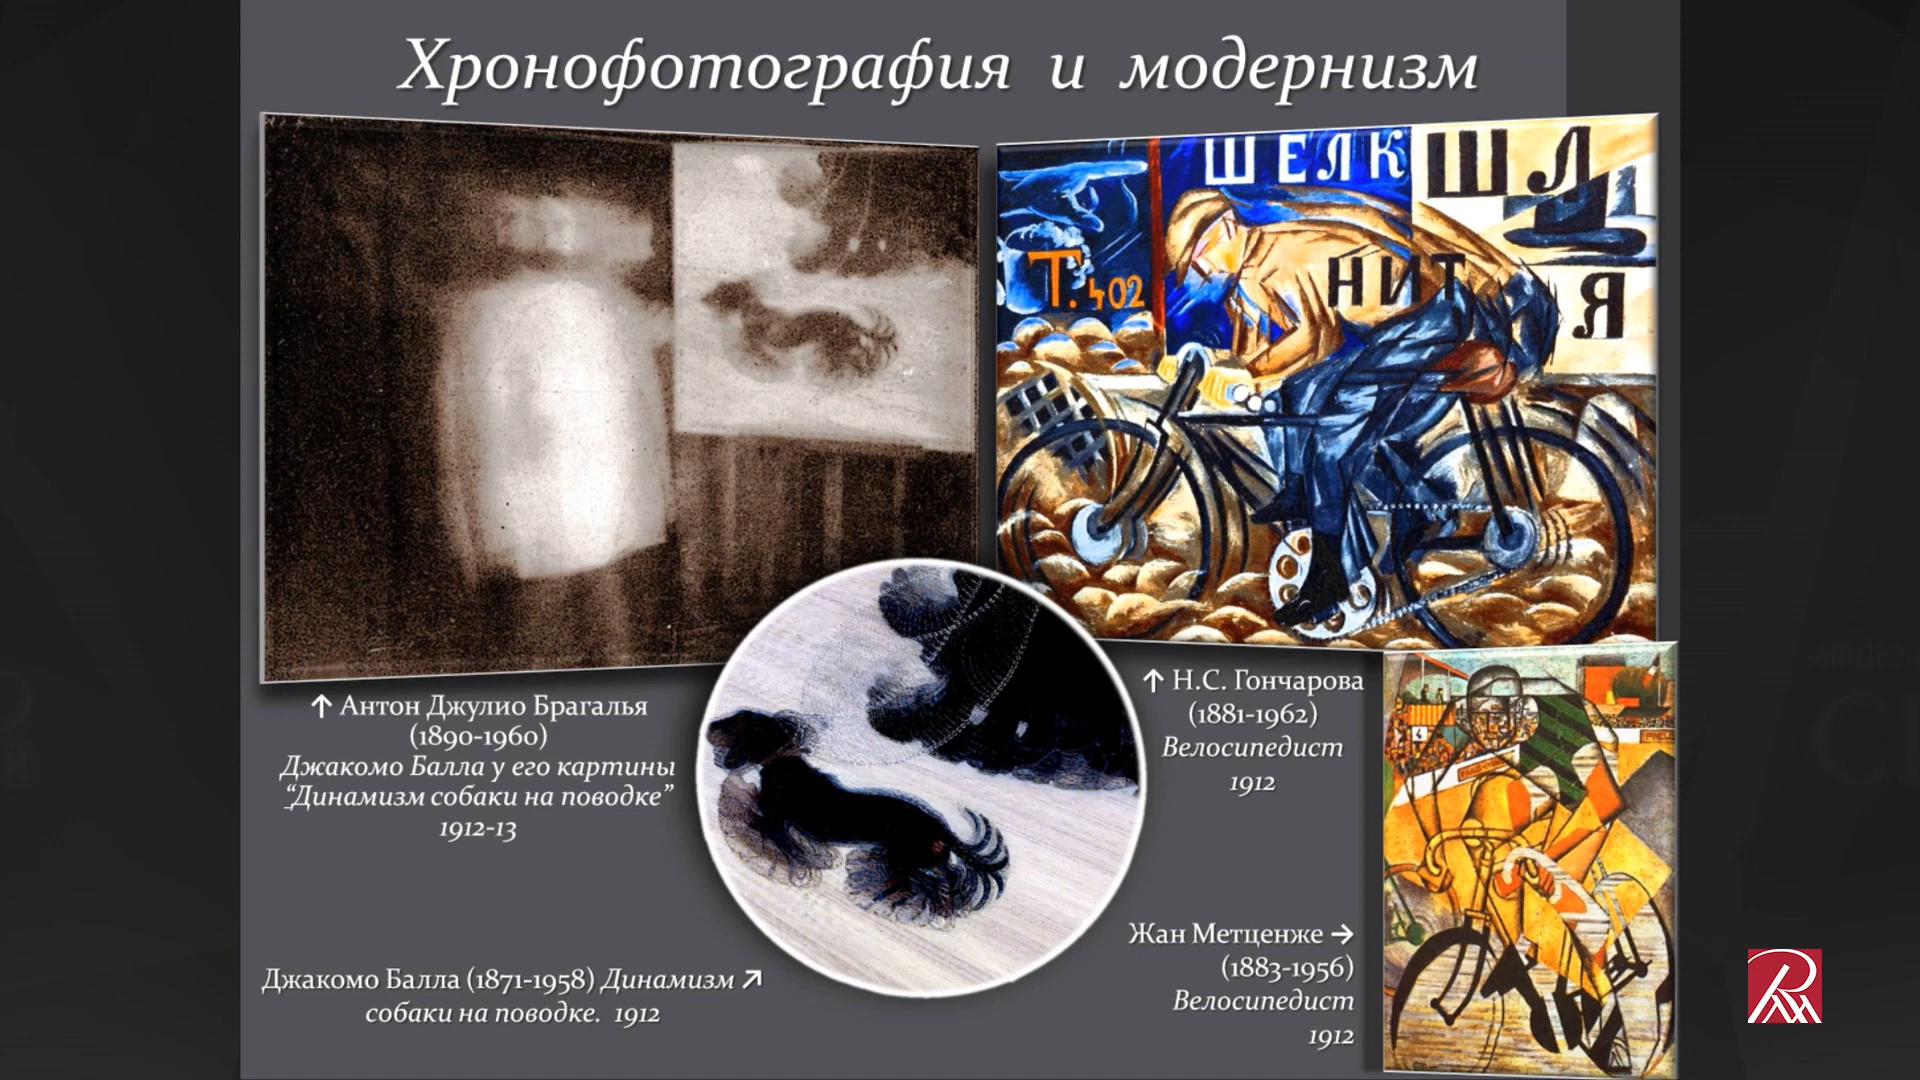 Хронофотография и модернизм
ШЕЛК
ШЛ
Т. 402
НИТ
Я
↑ Антон Джулио Брагалья
(1890-1960)
Джакомо Балла у его картины
“Динамизм собаки на поводке”
1912-13
↑ Н.С. Гончарова
(1881-1962)
Велосипедист
1912
4
Жан Метценже →
(1883-1956)
Велосипедист
1912
Джакомо Балла (1871-1958) Динамизм ↗
собаки на поводке. 1912